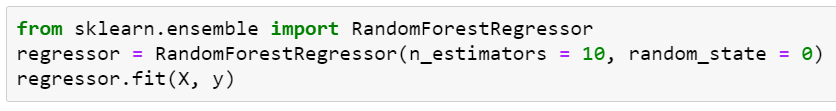 from sklearn.ensemble import RandomForestRegressor
regressor = RandomForestRegressor(n_estimators = 10, random_state = 0)
regressor.fit(X, y)